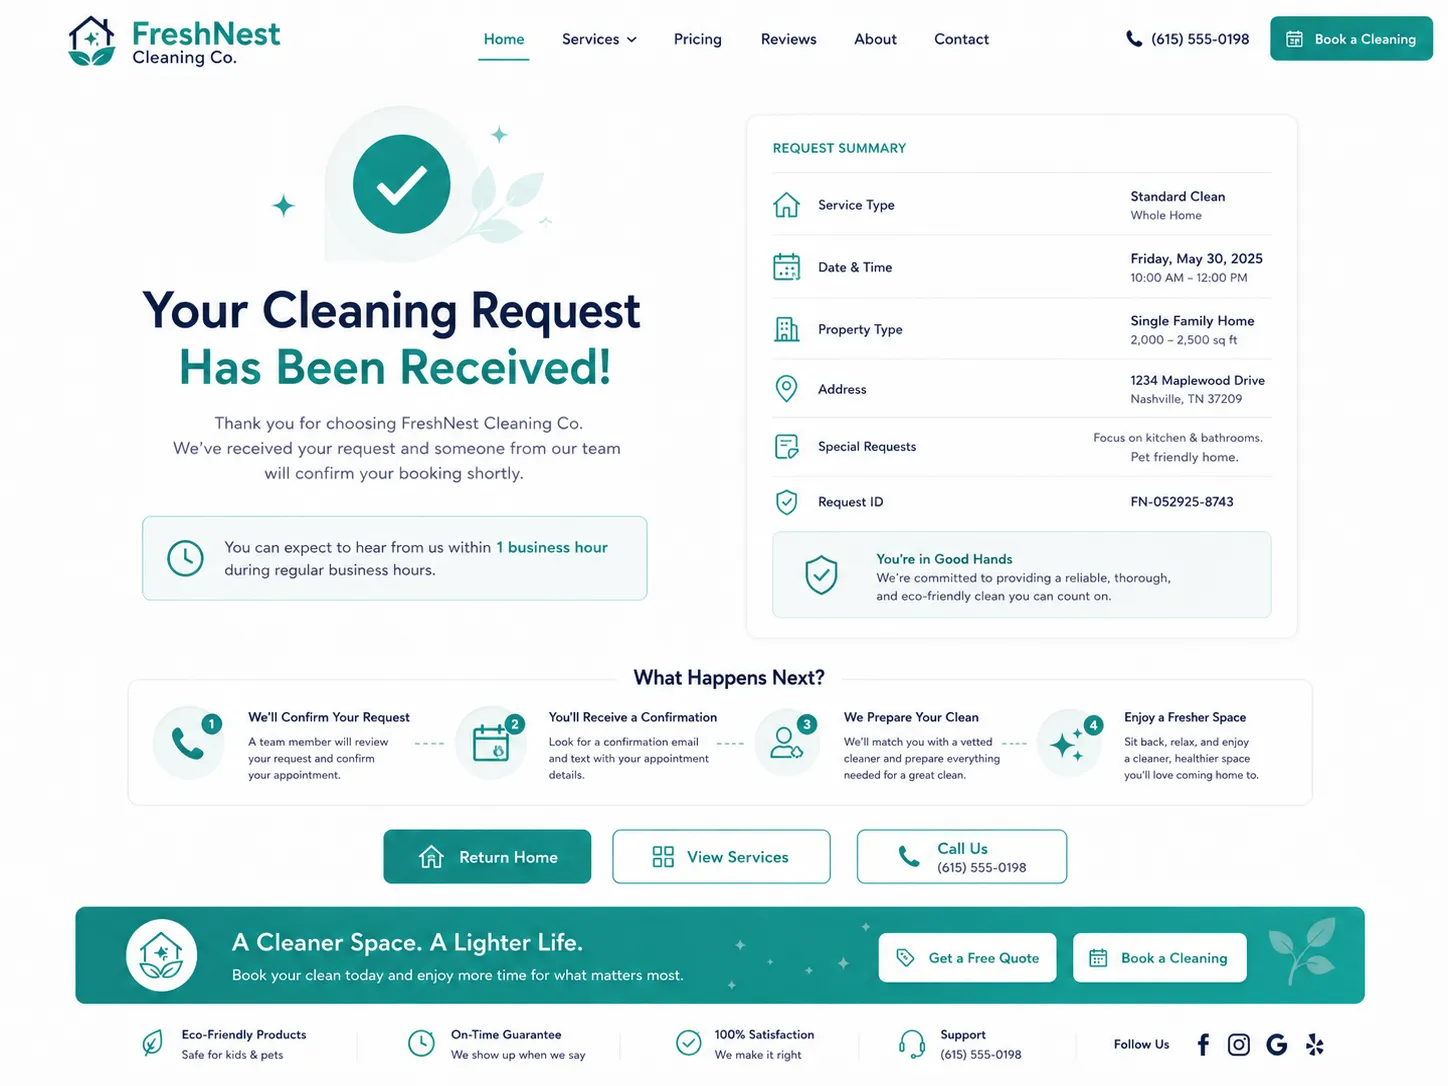 FreshNest
Cleaning Co.
Home
Services
Pricing
Reviews
About
Contact
(615) 555-0198
Book a Cleaning
Your Cleaning Request
Has Been Received!
Thank you for choosing FreshNest Cleaning Co.
We've received your request and someone from our team
will confirm your booking shortly.
You can expect to hear from us within 1 business hour
during regular business hours.
REQUEST SUMMARY
Service Type
Standard Clean
Whole Home
Date & Time
Friday, May 30, 2025
10:00 AM – 12:00 PM
Property Type
Single Family Home
2,000 – 2,500 sq ft
Address
1234 Maplewood Drive
Nashville, TN 37209
Special Requests
Focus on kitchen & bathrooms.
Pet friendly home.
Request ID
FN-052925-8743
You're in Good Hands
We're committed to providing a reliable, thorough,
and eco-friendly clean you can count on.
What Happens Next?
1
We'll Confirm Your Request
A team member will review
your request and confirm
your appointment.
2
You'll Receive a Confirmation
Look for a confirmation email
and text with your appointment
details.
3
We Prepare Your Clean
We'll match you with a vetted
cleaner and prepare everything
needed for a great clean.
4
Enjoy a Fresher Space
Sit back, relax, and enjoy
a cleaner, healthier space
you'll love coming home to.
Return Home
View Services
Call Us
(615) 555-0198
A Cleaner Space. A Lighter Life.
Book your clean today and enjoy more time for what matters most.
Get a Free Quote
Book a Cleaning
Eco-Friendly Products
Safe for kids & pets
On-Time Guarantee
We show up when we say
100% Satisfaction
We make it right
Support
(615) 555-0198
Follow Us